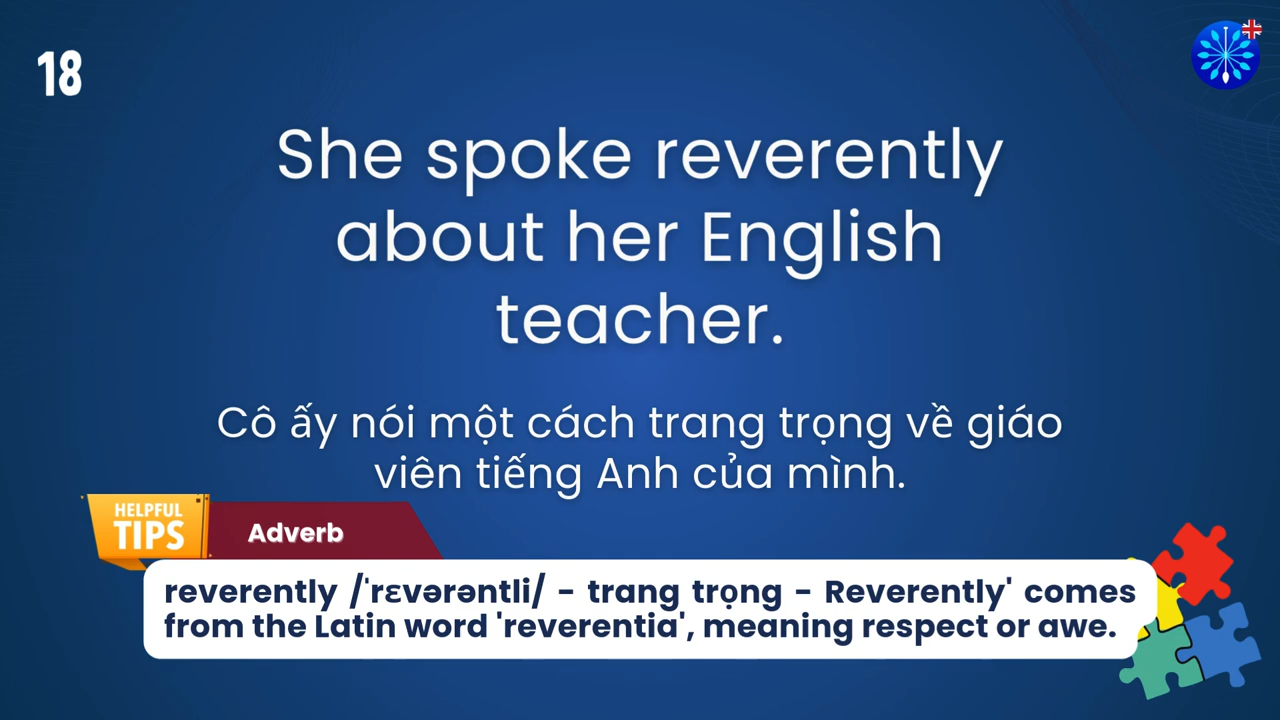 18
She spoke reverently
about her English
teacher.
Cô ấy nói một cách trang trọng về giáo
viên tiếng Anh của mình.
HELPFUL
TIPS
Adverb
reverently /ˈrɛvərəntli/ - trang trọng - Reverently' comes
from the Latin word 'reverentia', meaning respect or awe.